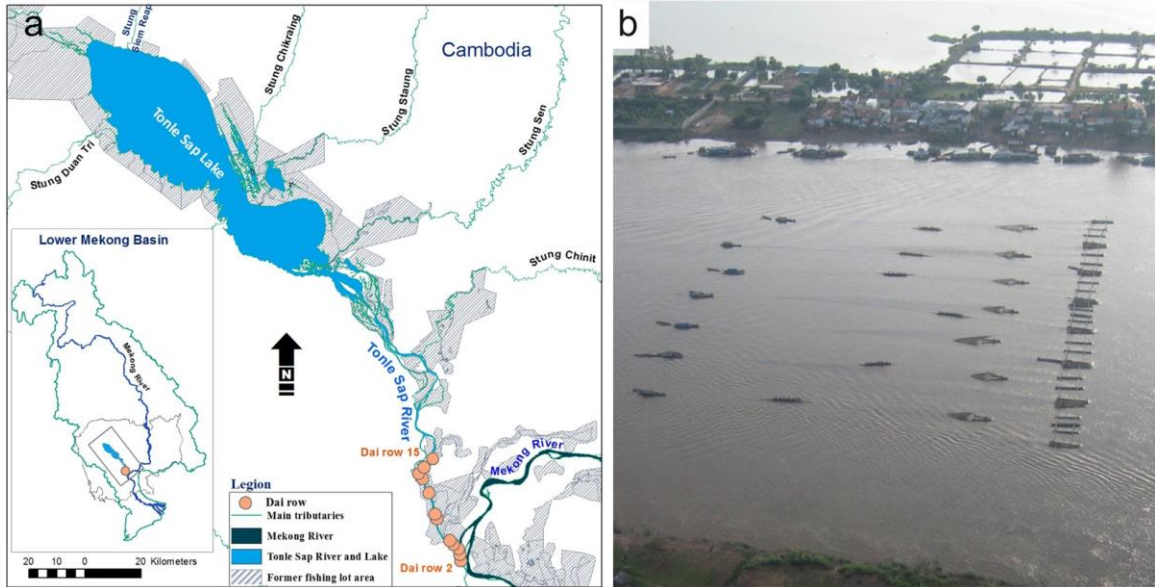 a
b
Stung
Siem Reap
Stung Chikraing
Cambodia
Stung Staung
Stung Sen
Tonle Sap Lake
Stung Duan Tri
Stung Chinit
Lower Mekong Basin
Mekong
River
N
Tonle Sap
River
Dai row 15
Mekong River
Dai row 2
Legion
Dai row
Main tributaries
Mekong River
Tonle Sap River and Lake
Former fishing lot area
20 10 0 20 Kilometers